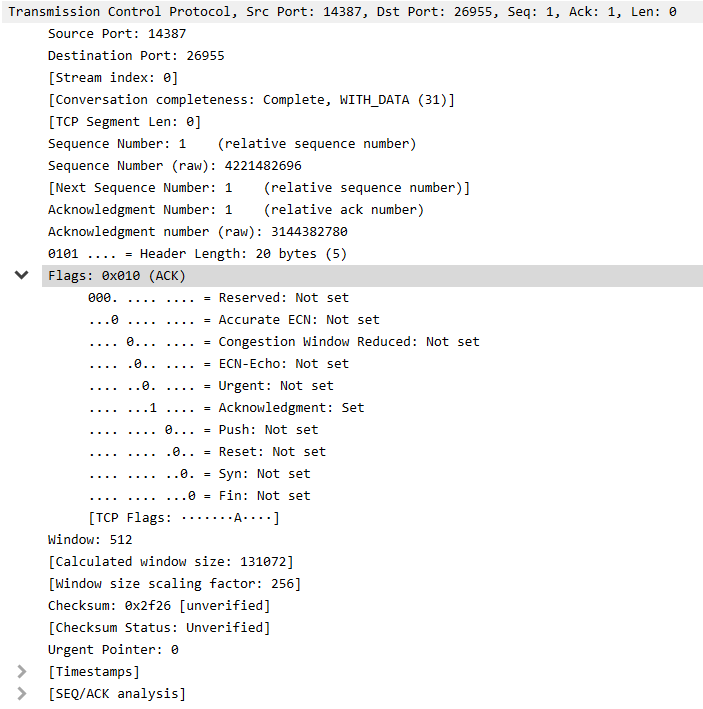 Transmission Control Protocol, Src Port: 14387, Dst Port: 26955, Seq: 1, Ack: 1, Len: 0
Source Port: 14387
Destination Port: 26955
[Stream index: 0]
[Conversation completeness: Complete, WITH_DATA (31)]
[TCP Segment Len: 0]
Sequence Number: 1    (relative sequence number)
Sequence Number (raw): 4221482696
[Next Sequence Number: 1    (relative sequence number)]
Acknowledgment Number: 1    (relative ack number)
Acknowledgment number (raw): 3144382780
0101 .... = Header Length: 20 bytes (5)
Flags: 0x010 (ACK)
000. .... .... = Reserved: Not set
...0 .... .... = Accurate ECN: Not set
.... 0... .... = Congestion Window Reduced: Not set
.... .0.. .... = ECN-Echo: Not set
.... ..0. .... = Urgent: Not set
.... ...1 .... = Acknowledgment: Set
.... .... 0... = Push: Not set
.... .... .0.. = Reset: Not set
.... .... ..0. = Syn: Not set
.... .... ...0 = Fin: Not set
[TCP Flags: ·······A····]
Window: 512
[Calculated window size: 131072]
[Window size scaling factor: 256]
Checksum: 0x2f26 [unverified]
[Checksum Status: Unverified]
Urgent Pointer: 0
[Timestamps]
[SEQ/ACK analysis]